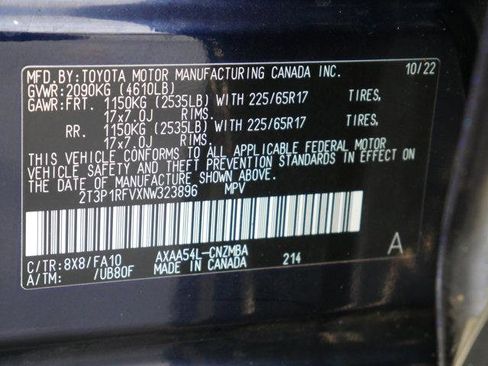 MFD.BY:TOYOTA MOTOR MANUFACTURING CANADA INC. 10/22
GVWR:2090KG (4610LB)
GAWR:FRT. 1150KG (2535LB) WITH 225/65R17 TIRES,
17x7.0J RIMS.
RR. 1150KG (2535LB) WITH 225/65R17 TIRES,
17x7.0J RIMS.
THIS VEHICLE CONFORMS TO ALL APPLICABLE FEDERAL MOTOR
VEHICLE SAFETY AND THEFT PREVENTION STANDARDS IN EFFECT
ON THE DATE OF MANUFACTURE SHOWN ABOVE.
2T3P1RFVXNW323896 MPV
C/TR:8X8/FA10 AXAA54L-CNZMBA A
A/TM: /UB80F MADE IN CANADA 214